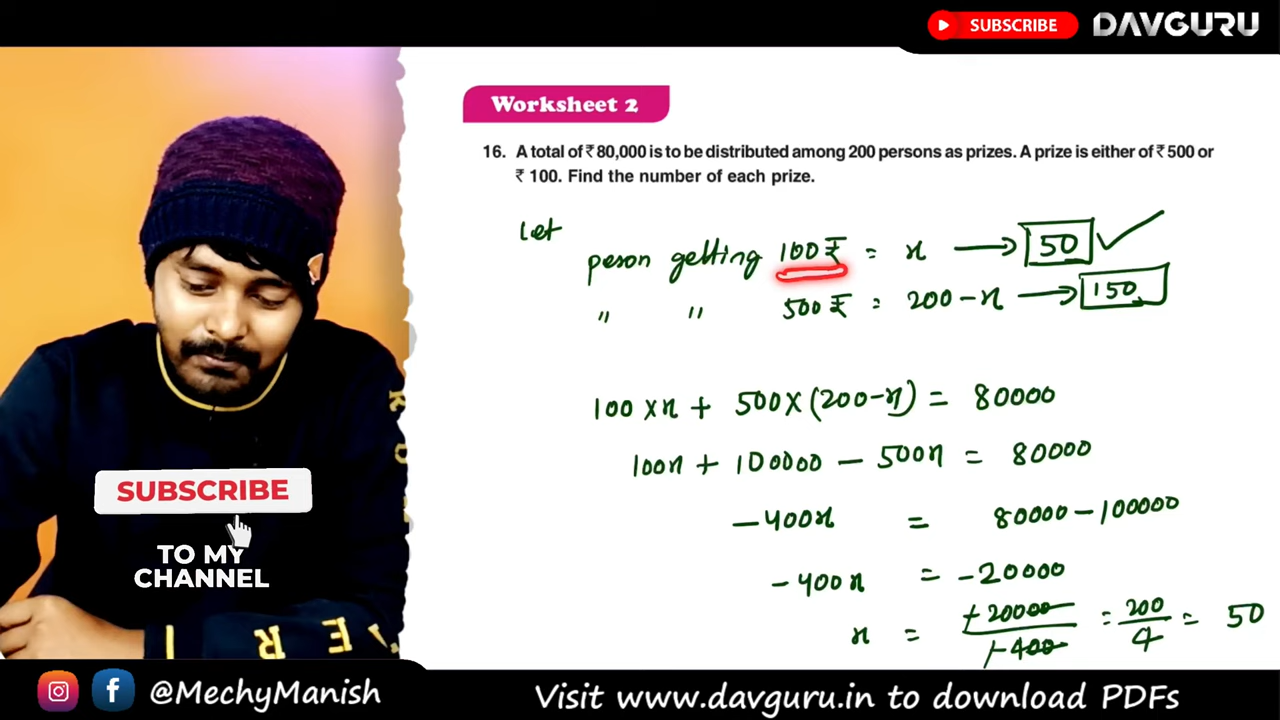 SUBSCRIBE DAVGURU
Worksheet 2
16. A total of ₹ 80,000 is to be distributed among 200 persons as prizes. A prize is either of ₹ 500 or
₹ 100. Find the number of each prize.
Let
person getting 100 ₹ = x → 50 ✓
" " 500 ₹ = 200 - x → 150
100 × x + 500 × (200 - x) = 80000
100x + 100000 - 500x = 80000
-400x = 80000 - 100000
-400x = -20000
x = -20000/-400 = 200/4 = 50
R
O
A E R I
SUBSCRIBE
TO MY
CHANNEL
@MechyManish
Visit www.davguru.in to download PDFs